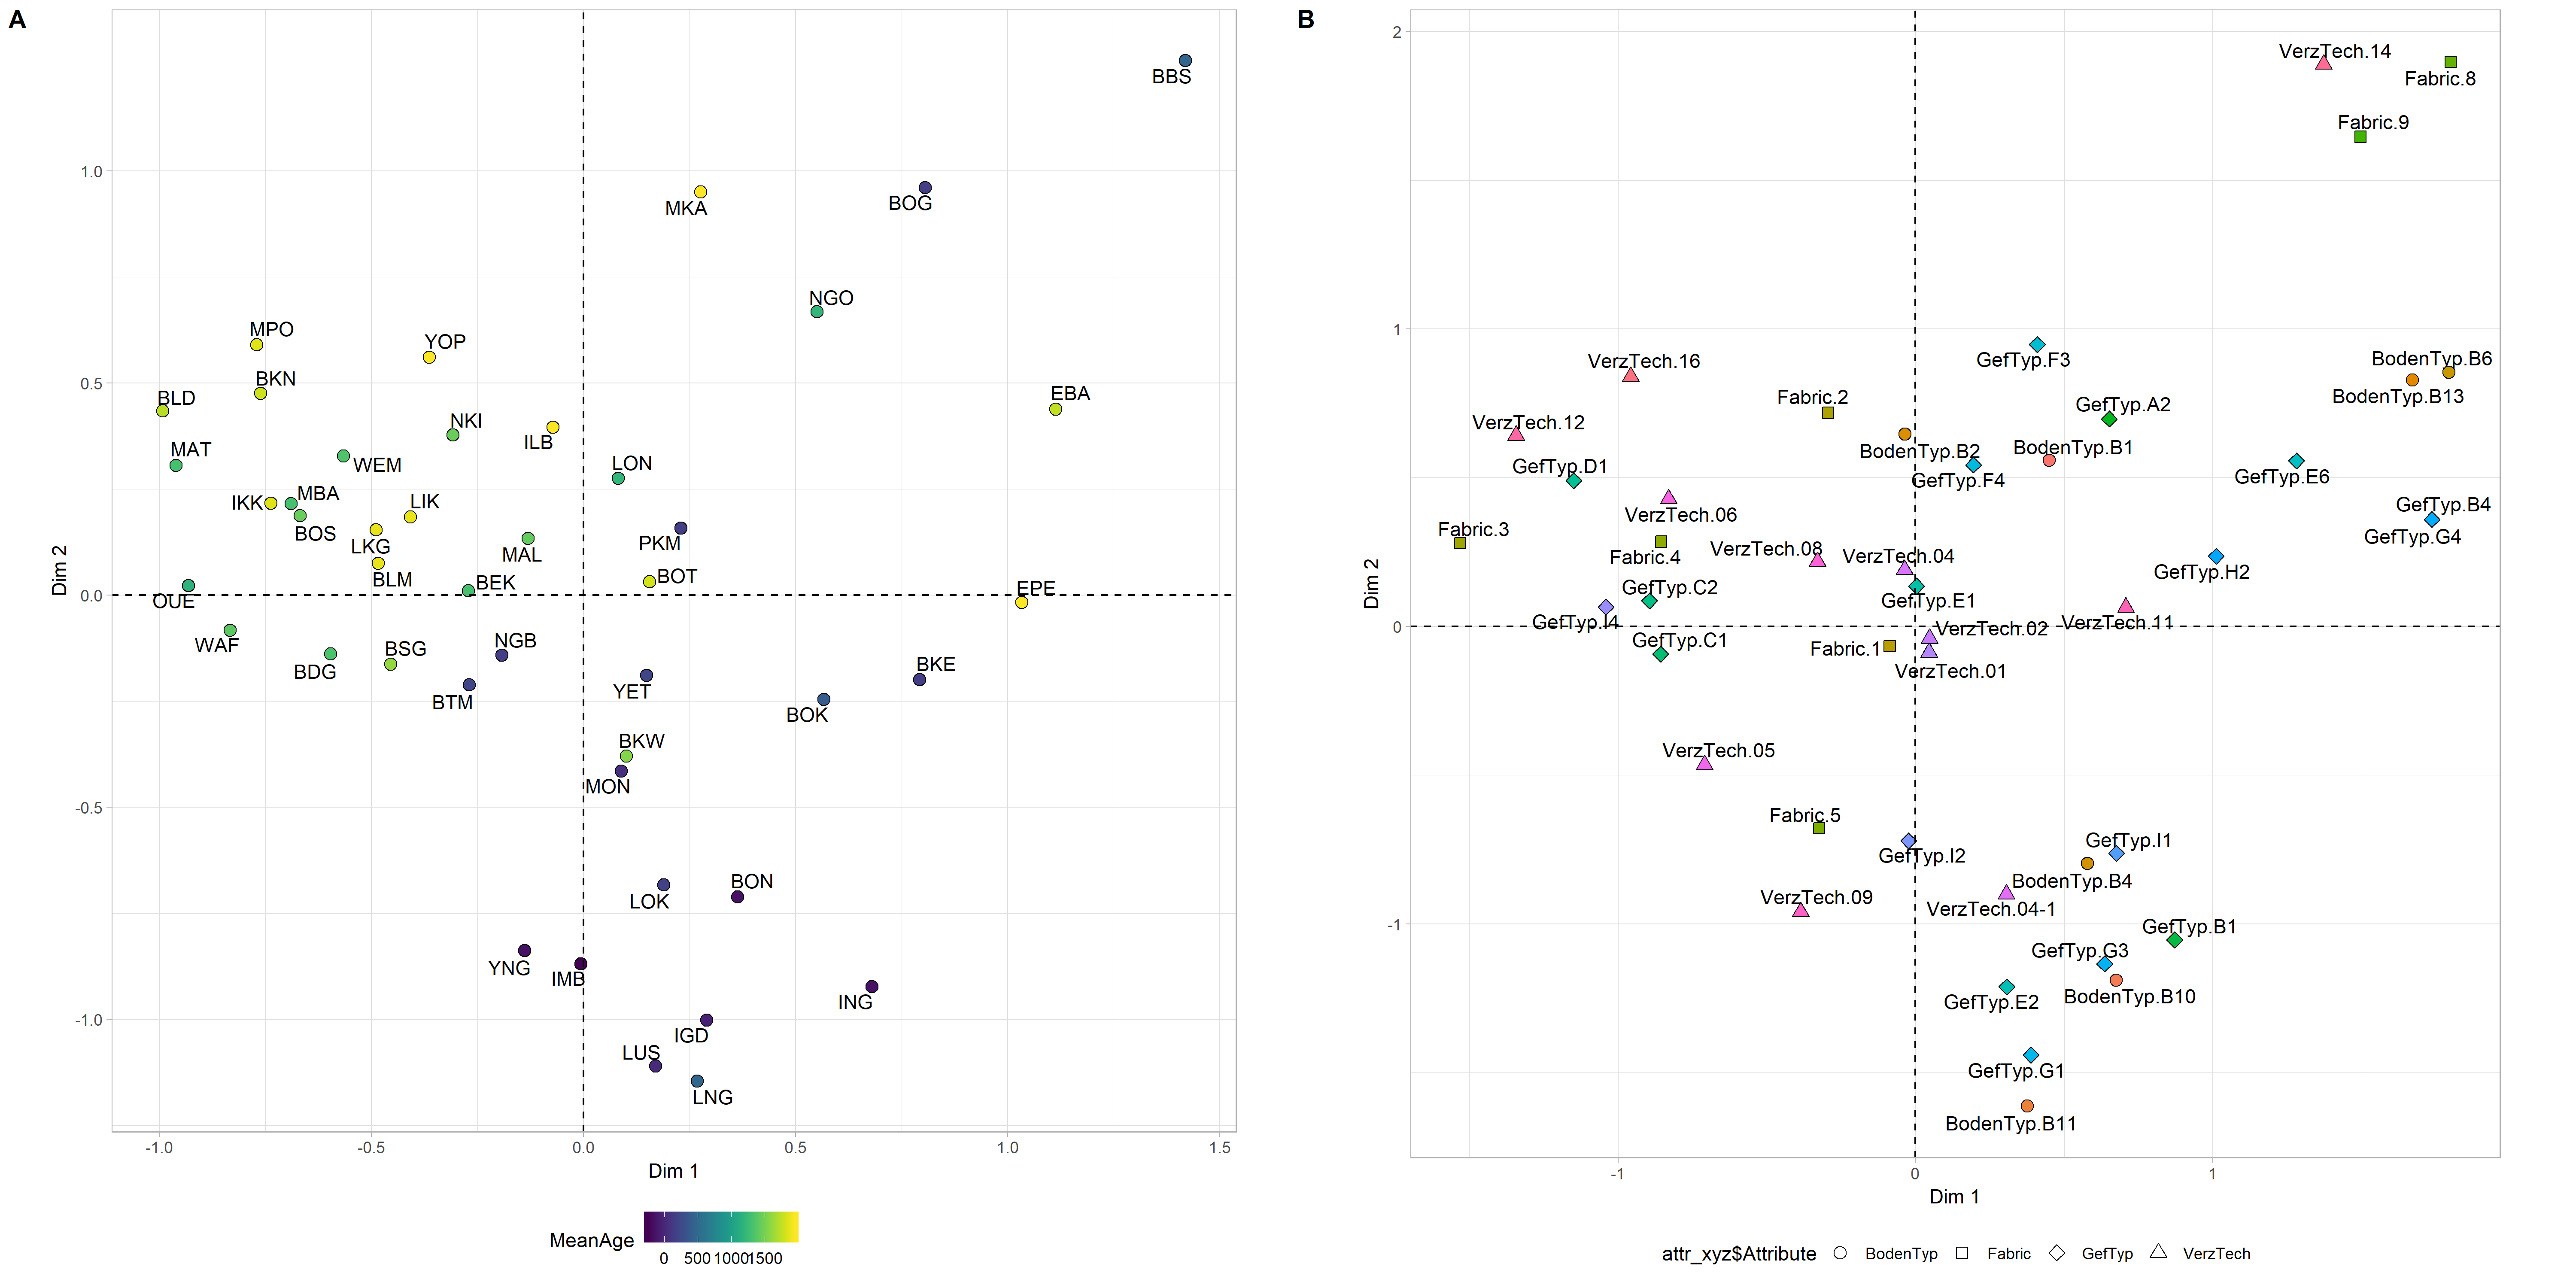 A
B
Dim 2
1.0
0.5
0.0
-0.5
-1.0
BBS
MKA
BOG
NGO
MPO
YOP
BKN
BLD
EBA
NKI
ILB
MAT
WEM
LON
IKK
MBA
LIK
BOS
LKG
MAL
PKM
BLM
BEK
BOT
OUE
EPE
WAF
NGB
BSG
BDG
BTM
YET
BKE
BOK
BKW
MON
BON
LOK
YNG
IMB
ING
IGD
LUS
LNG
-1.0
-0.5
0.0
0.5
1.0
1.5
Dim 1
MeanAge
0
500
1000
1500
Dim 2
2
1
0
-1
VerzTech.14
Fabric.8
Fabric.9
GefTyp.F3
BodenTyp.B6
VerzTech.16
Fabric.2
BodenTyp.B13
GefTyp.A2
VerzTech.12
BodenTyp.B2
BodenTyp.B1
GefTyp.D1
GefTyp.F4
GefTyp.E6
GefTyp.B4
VerzTech.06
Fabric.3
GefTyp.G4
VerzTech.08
Fabric.4
VerzTech.04
GefTyp.H2
GefTyp.C2
GefTyp.E1
GefTyp.I4
VerzTech.11
VerzTech.02
GefTyp.C1
Fabric.1
VerzTech.01
VerzTech.05
Fabric.5
GefTyp.I1
GefTyp.I2
BodenTyp.B4
VerzTech.09
VerzTech.04-1
GefTyp.B1
GefTyp.G3
BodenTyp.B10
GefTyp.E2
GefTyp.G1
BodenTyp.B11
-1
0
1
Dim 1
attr_xyz$Attribute
BodenTyp
Fabric
GefTyp
VerzTech